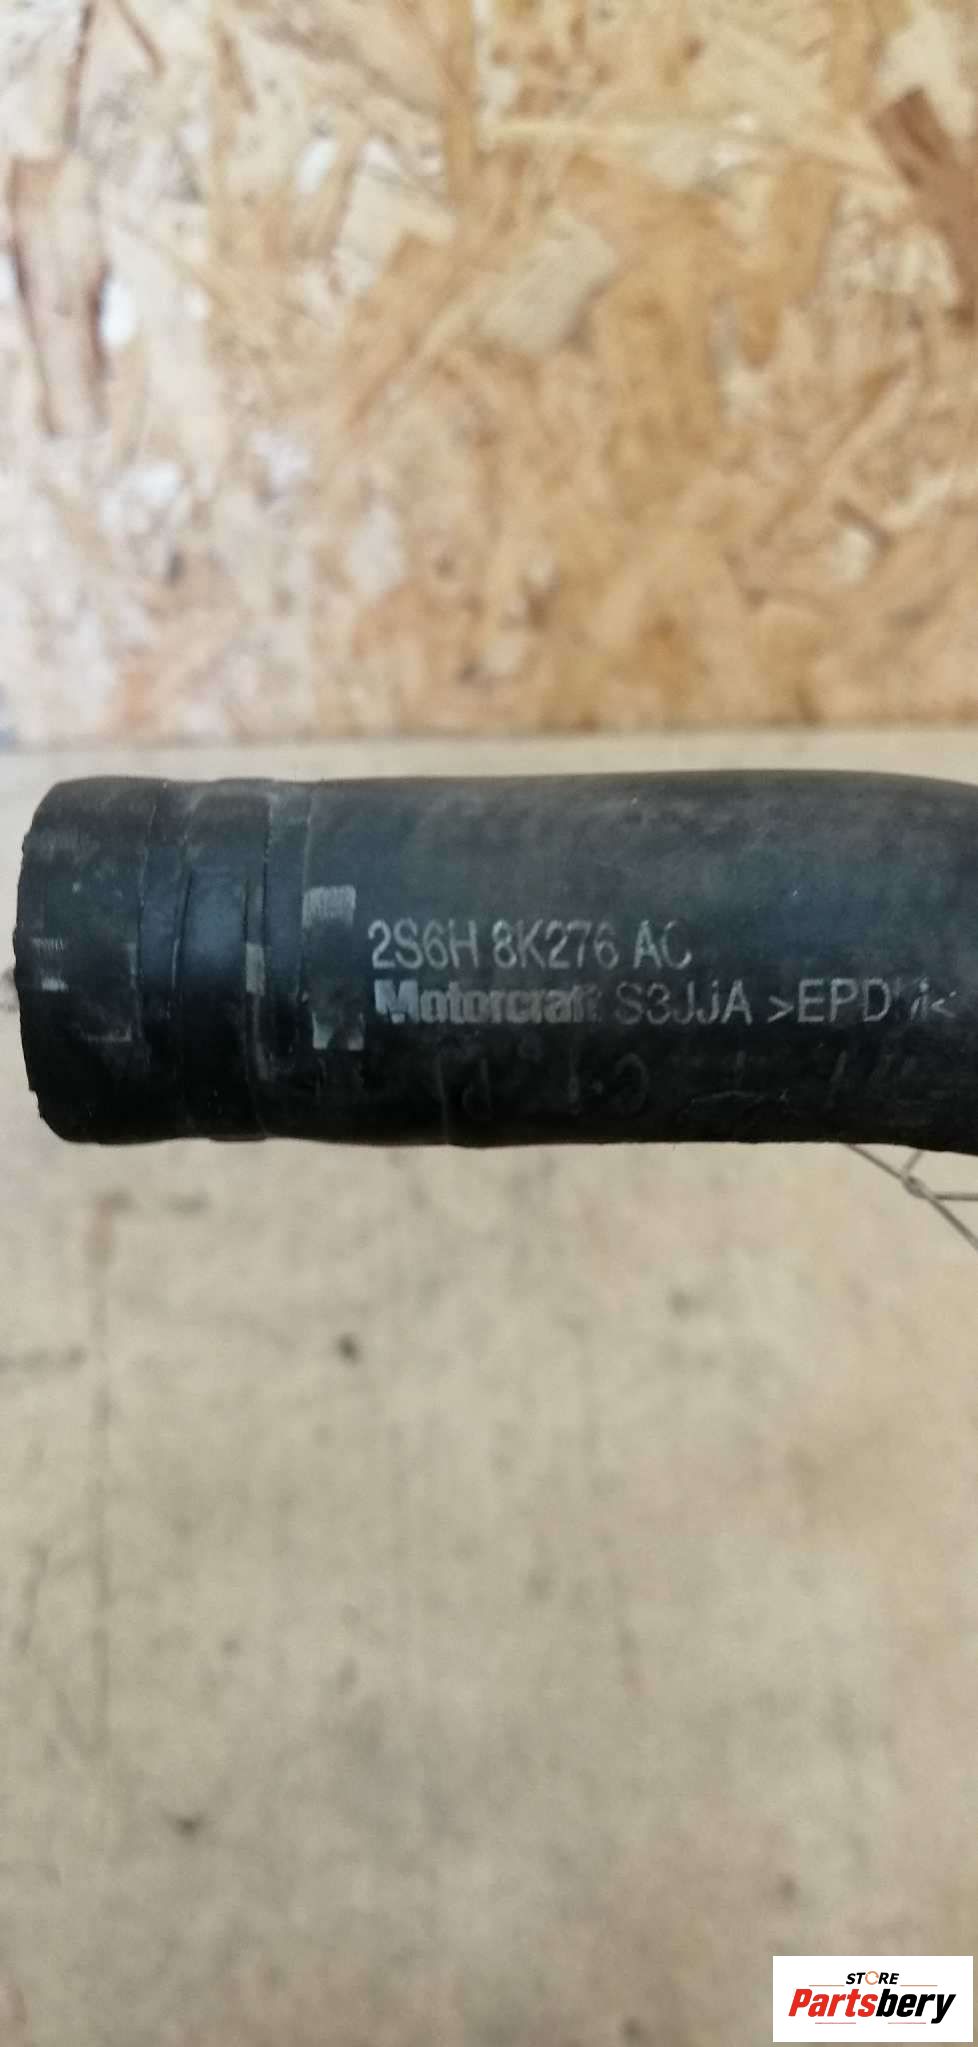 2S6H 8K276 AC
Motorcraft S3JJA >EPDM<
STORE
Partsbery